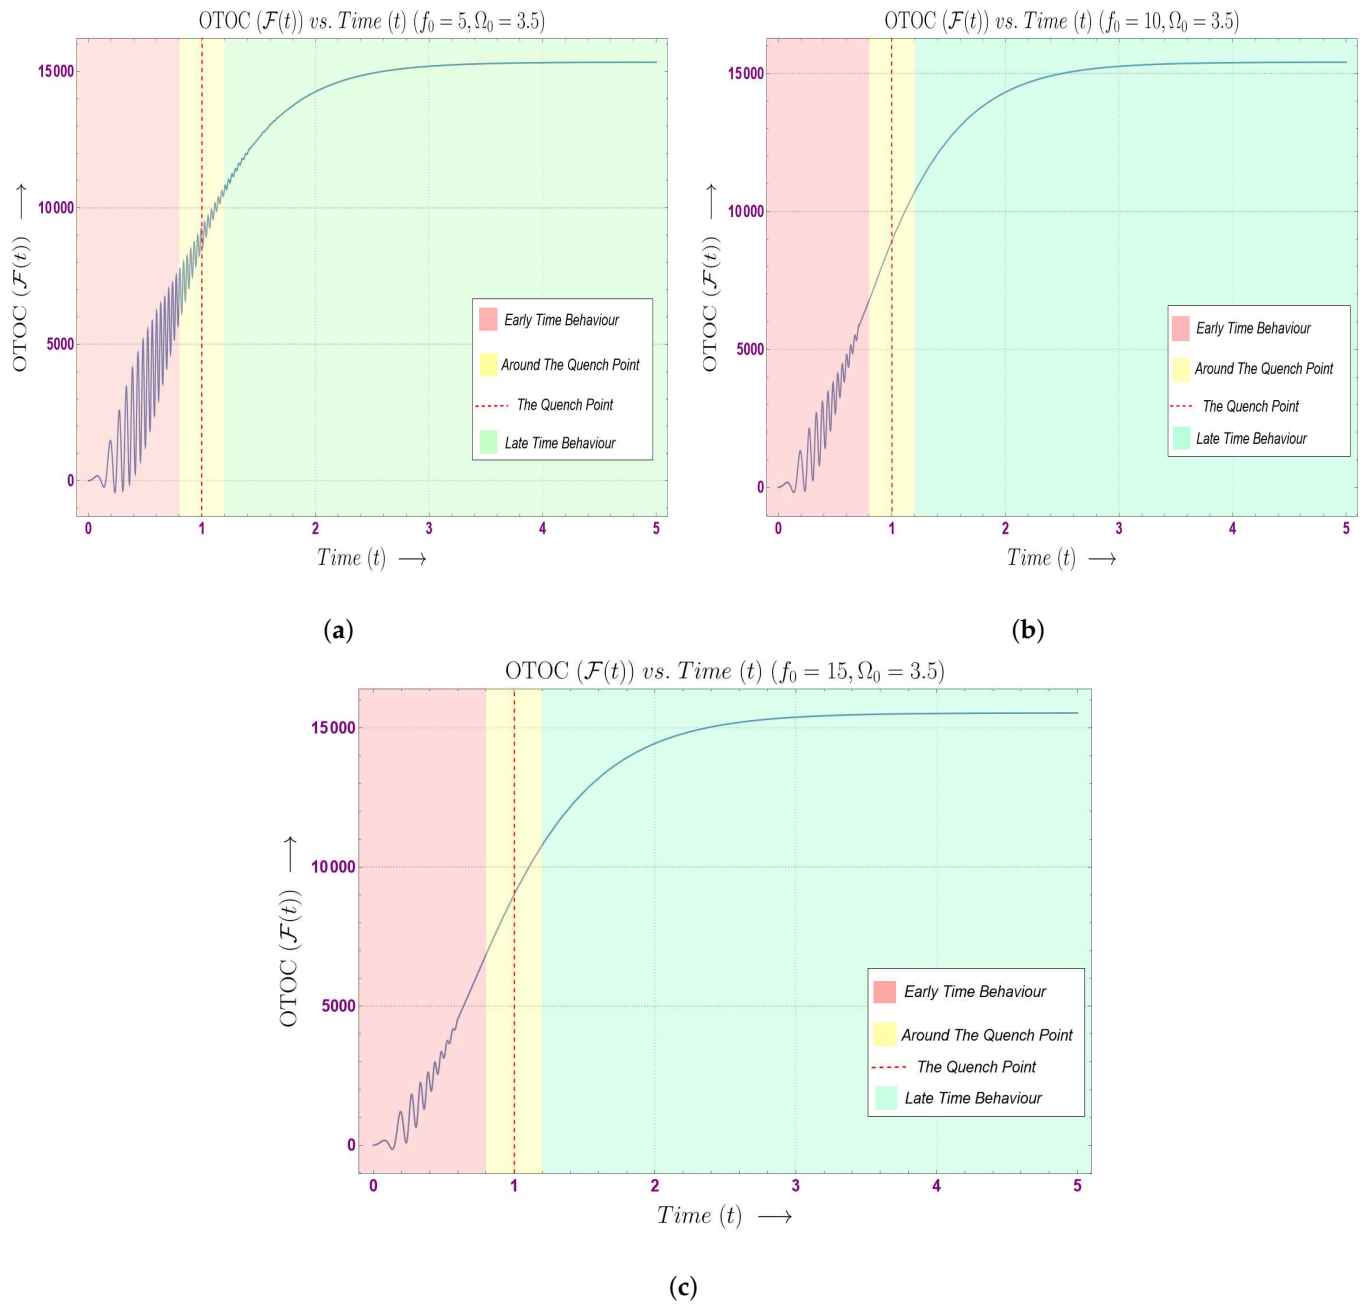 OTOC (𝓕(t)) vs. Time (t) (f₀ = 5, Ω₀ = 3.5)
15000
10000
5000
0
OTOC (𝓕(t)) ⟶
Early Time Behaviour
Around The Quench Point
The Quench Point
Late Time Behaviour
0 1 2 3 4 5
Time (t) ⟶
(a)
OTOC (𝓕(t)) vs. Time (t) (f₀ = 10, Ω₀ = 3.5)
15000
10000
5000
0
OTOC (𝓕(t)) ⟶
Early Time Behaviour
Around The Quench Point
The Quench Point
Late Time Behaviour
0 1 2 3 4 5
Time (t) ⟶
(b)
OTOC (𝓕(t)) vs. Time (t) (f₀ = 15, Ω₀ = 3.5)
15000
10000
5000
0
OTOC (𝓕(t)) ⟶
Early Time Behaviour
Around The Quench Point
The Quench Point
Late Time Behaviour
0 1 2 3 4 5
Time (t) ⟶
(c)